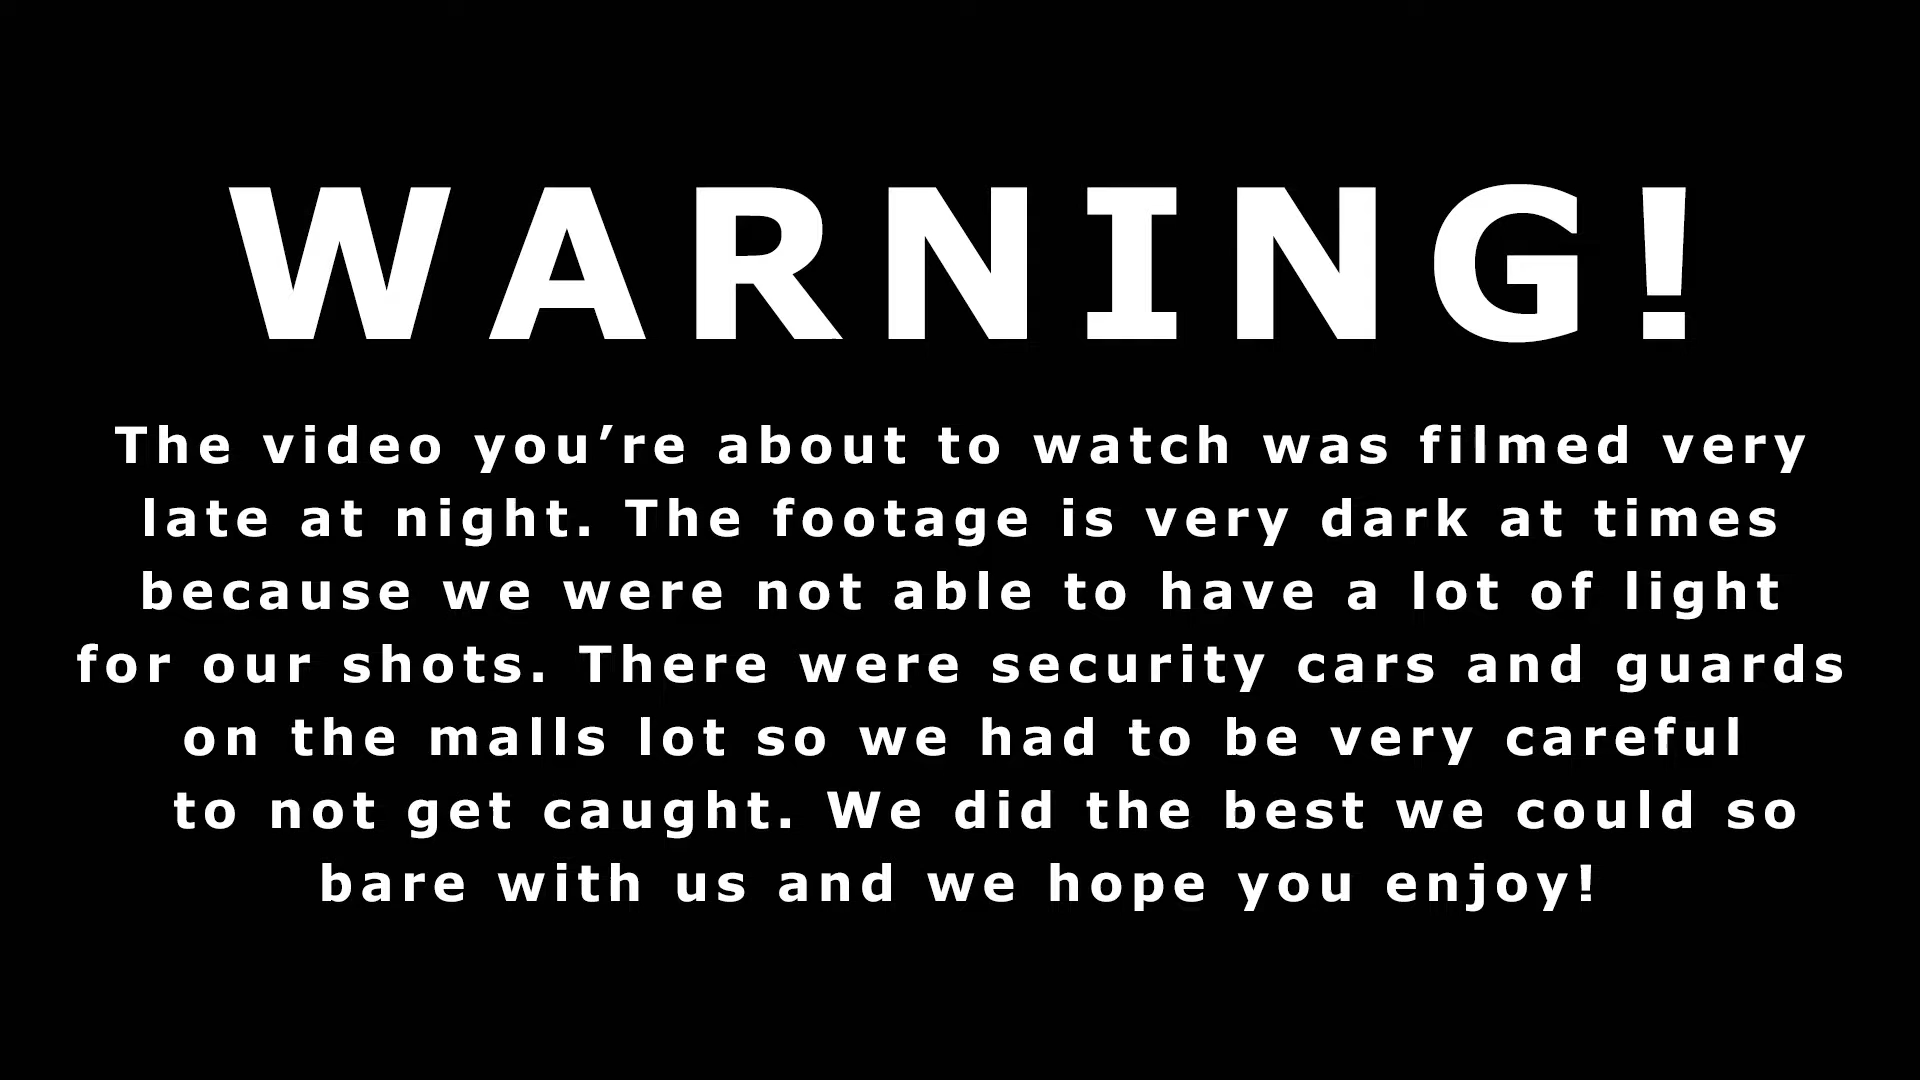 WARNING!
The video you’re about to watch was filmed very
late at night. The footage is very dark at times
because we were not able to have a lot of light
for our shots. There were security cars and guards
on the malls lot so we had to be very careful
to not get caught. We did the best we could so
bare with us and we hope you enjoy!